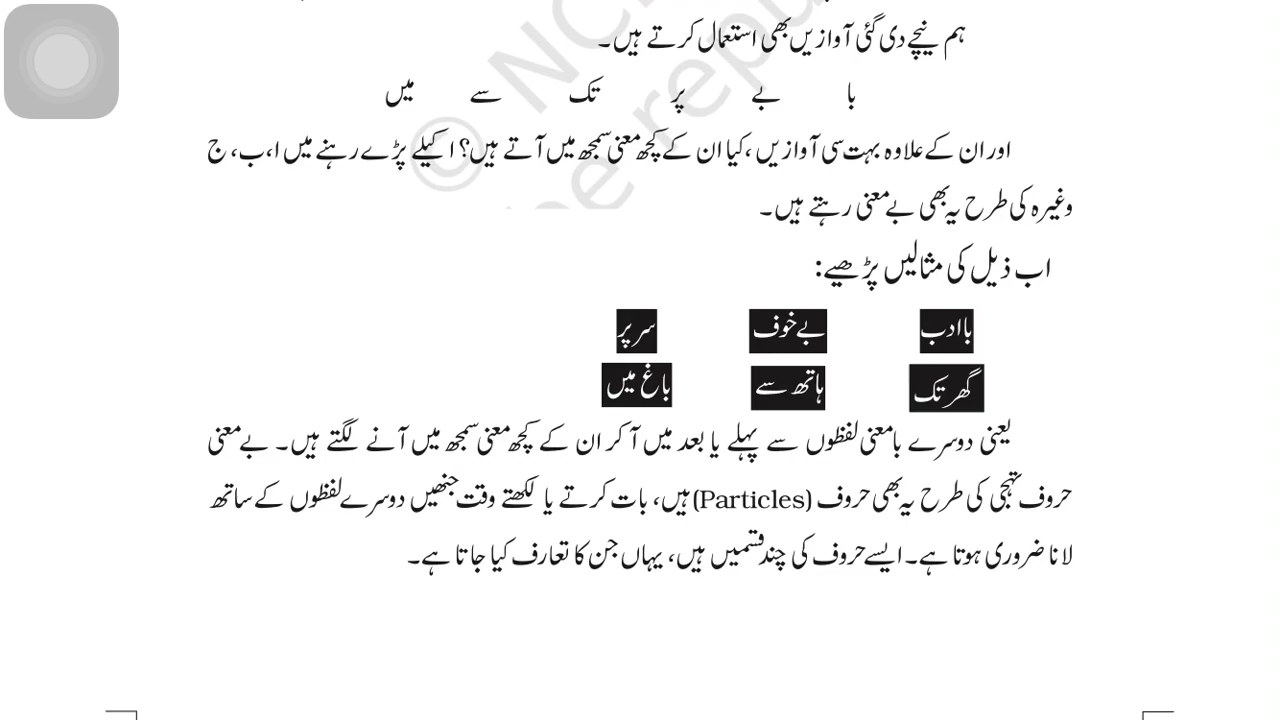 ہم نیچے دی گئی آوازیں بھی استعمال کرتے ہیں۔
با بے پر تک سے میں
اور ان کے علاوہ بہت سی آوازیں، کیا ان کے کچھ معنی سمجھ میں آتے ہیں؟ اکیلے پڑے رہنے میں ا، ب، ج
وغیرہ کی طرح یہ بھی بے معنی رہتے ہیں۔
اب ذیل کی مثالیں پڑھیے:
باادب بے خوف سر پر
گھر تک ہاتھ سے باغ میں
یعنی دوسرے بامعنی لفظوں سے پہلے یا بعد میں آ کر ان کے کچھ معنی سمجھ میں آنے لگتے ہیں۔ بے معنی
حروف تہجی کی طرح یہ بھی حروف (Particles) ہیں، بات کرتے یا لکھتے وقت جنھیں دوسرے لفظوں کے ساتھ
لانا ضروری ہوتا ہے۔ ایسے حروف کی چند قسمیں ہیں، یہاں جن کا تعارف کیا جاتا ہے۔